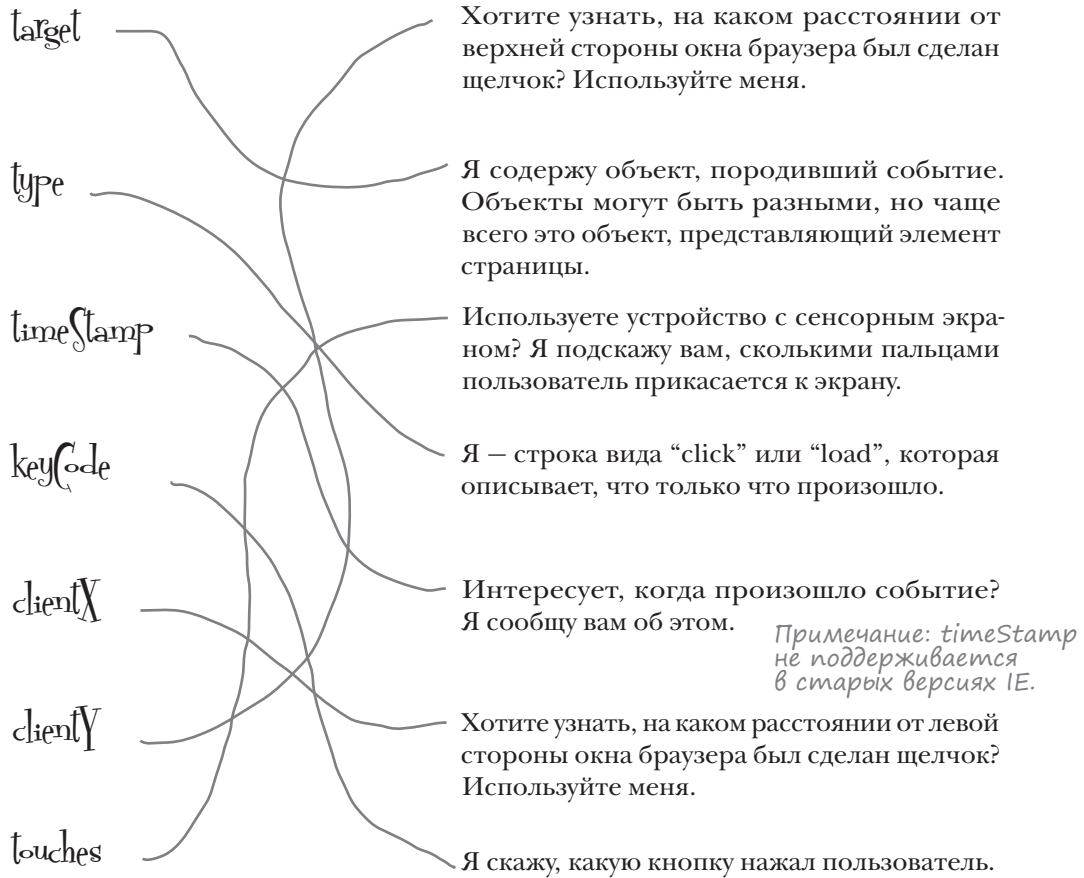 target
Хотите узнать, на каком расстоянии от
верхней стороны окна браузера был сделан
щелчок? Используйте меня.
type
Я содержу объект, породивший событие.
Объекты могут быть разными, но чаще
всего это объект, представляющий элемент
страницы.
timeStamp
Используете устройство с сенсорным экра-
ном? Я подскажу вам, сколькими пальцами
пользователь прикасается к экрану.
keyCode
Я — строка вида “click” или “load”, которая
описывает, что только что произошло.
clientX
Интересует, когда произошло событие?
Я сообщу вам об этом.
Примечание: timeStamp
не поддерживается
в старых версиях IE.
clientY
Хотите узнать, на каком расстоянии от левой
стороны окна браузера был сделан щелчок?
Используйте меня.
touches
Я скажу, какую кнопку нажал пользователь.